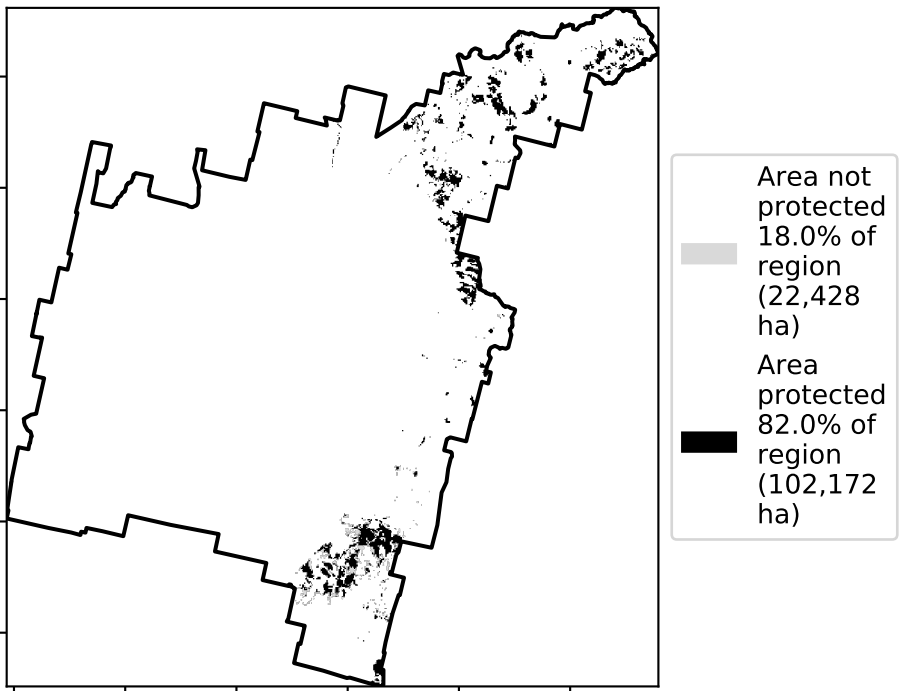 Area not
protected
18.0% of
region
(22,428
ha)
Area
protected
82.0% of
region
(102,172
ha)